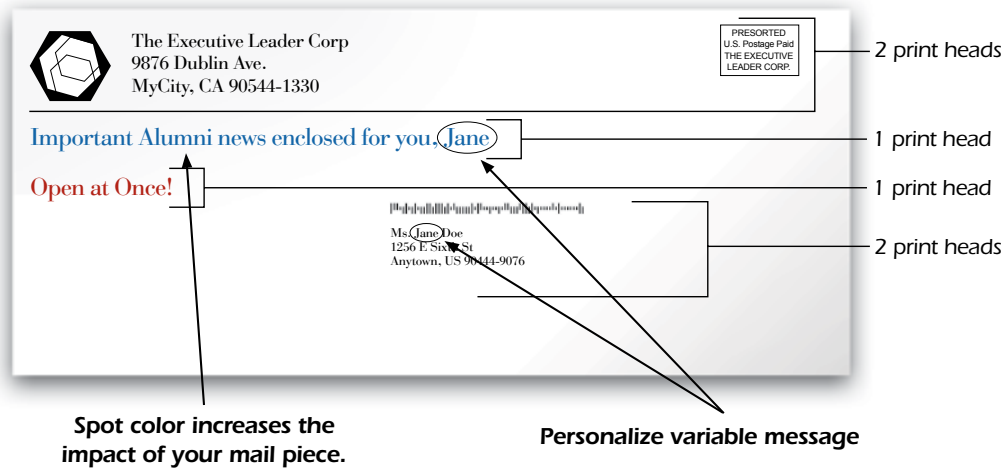 The Executive Leader Corp
9876 Dublin Ave.
MyCity, CA 90544-1330
PRESORTED
U.S. Postage Paid
THE EXECUTIVE
LEADER CORP.
2 print heads
Important Alumni news enclosed for you, Jane
1 print head
Open at Once!
1 print head
Ms. Jane Doe
1256 E Sixth St
Anytown, US 90444-9076
2 print heads
Spot color increases the
impact of your mail piece.
Personalize variable message